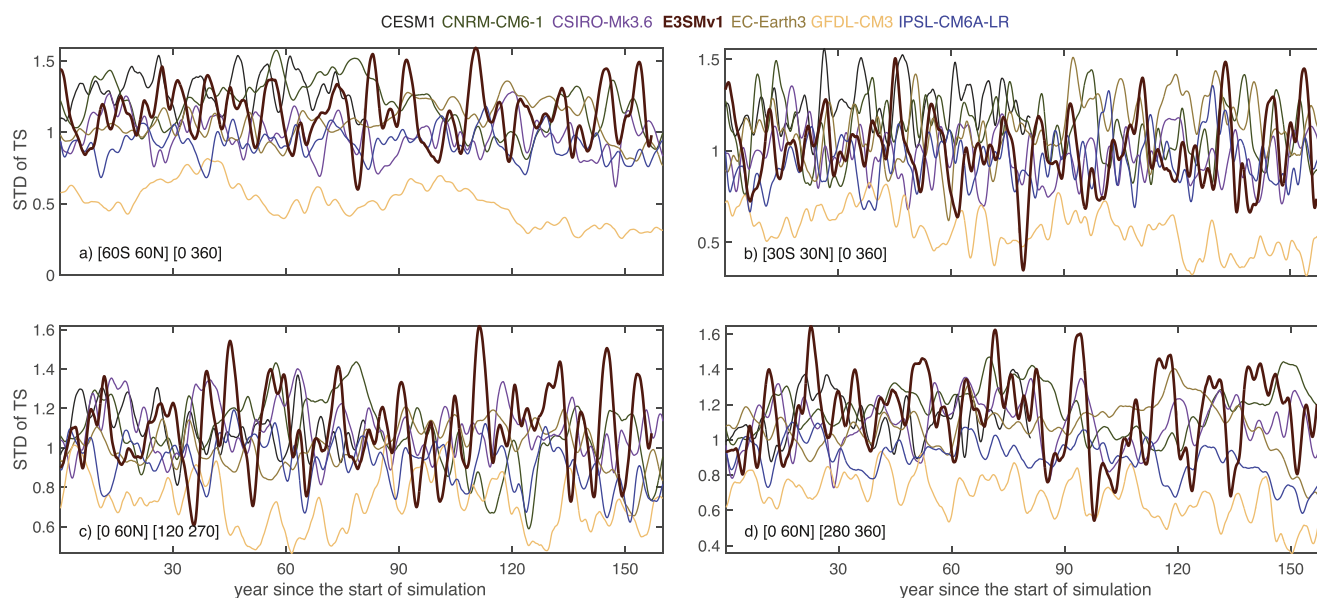 CESM1 CNRM-CM6-1 CSIRO-Mk3.6 E3SMv1 EC-Earth3 GFDL-CM3 IPSL-CM6A-LR
STD of TS
1.5
1
0.5
0
a) [60S 60N] [0 360]
1.5
1
0.5
b) [30S 30N] [0 360]
STD of TS
1.6
1.4
1.2
1.0
0.8
0.6
c) [0 60N] [120 270]
30 60 90 120 150
year since the start of simulation
1.6
1.4
1.2
1.0
0.8
0.6
0.4
d) [0 60N] [280 360]
30 60 90 120 150
year since the start of simulation